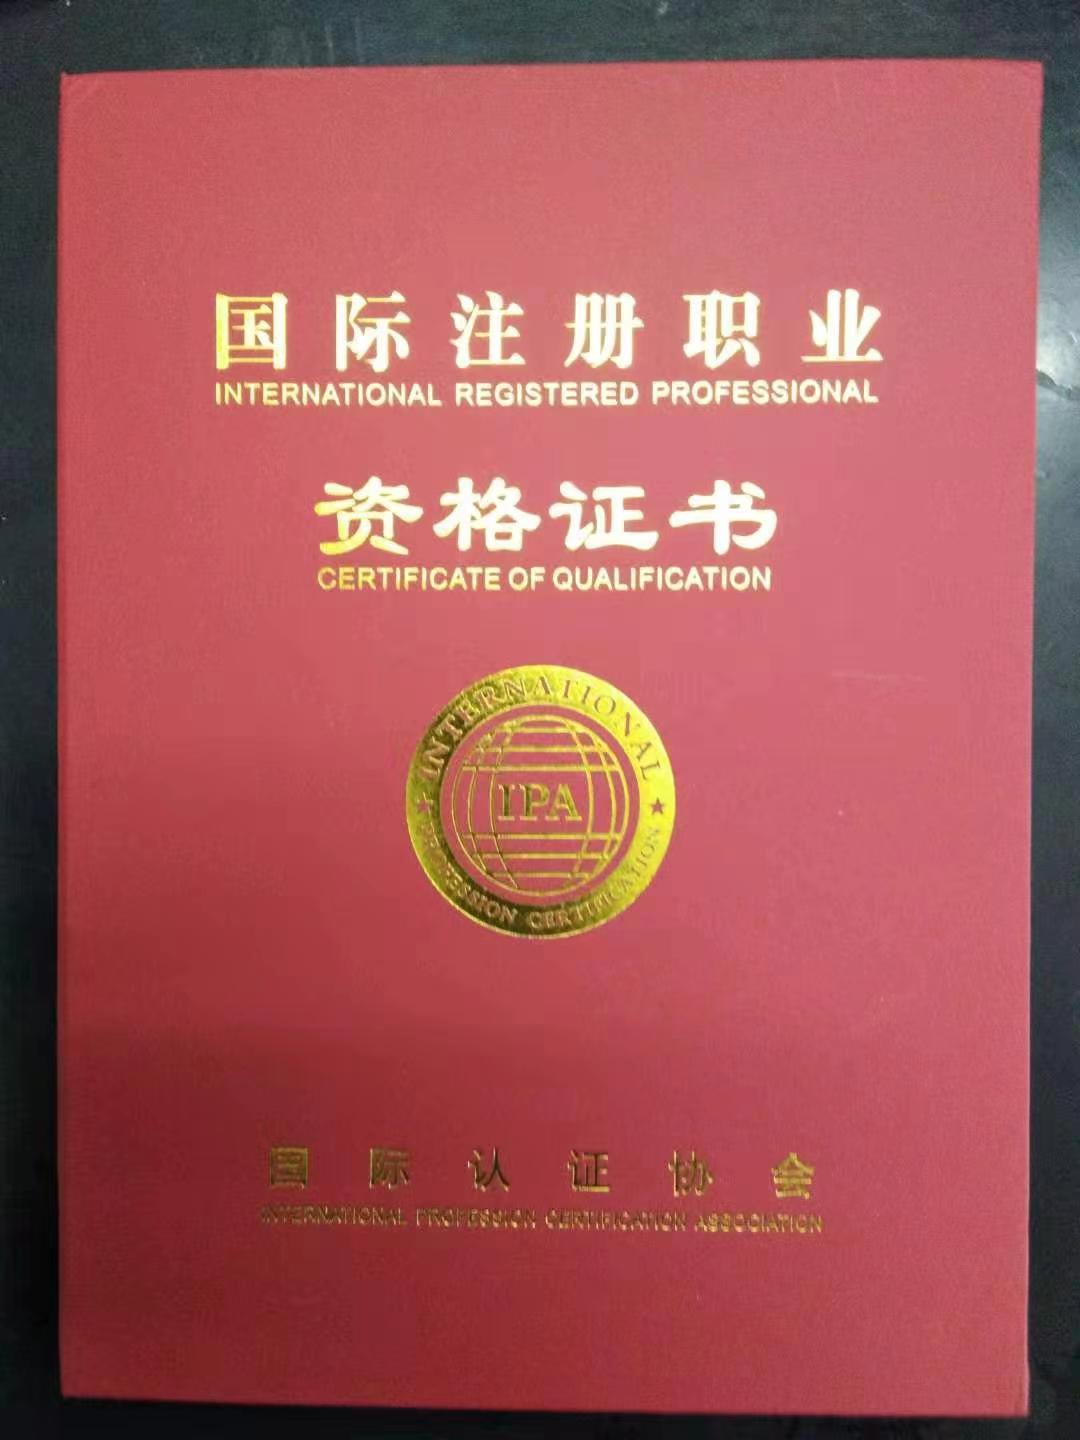 国际注册职业
INTERNATIONAL REGISTERED PROFESSIONAL
资格证书
CERTIFICATE OF QUALIFICATION
INTERNATIONAL
IPA
PROFESSION CERTIFICATION
国际认证协会
INTERNATIONAL PROFESSION CERTIFICATION ASSOCIATION